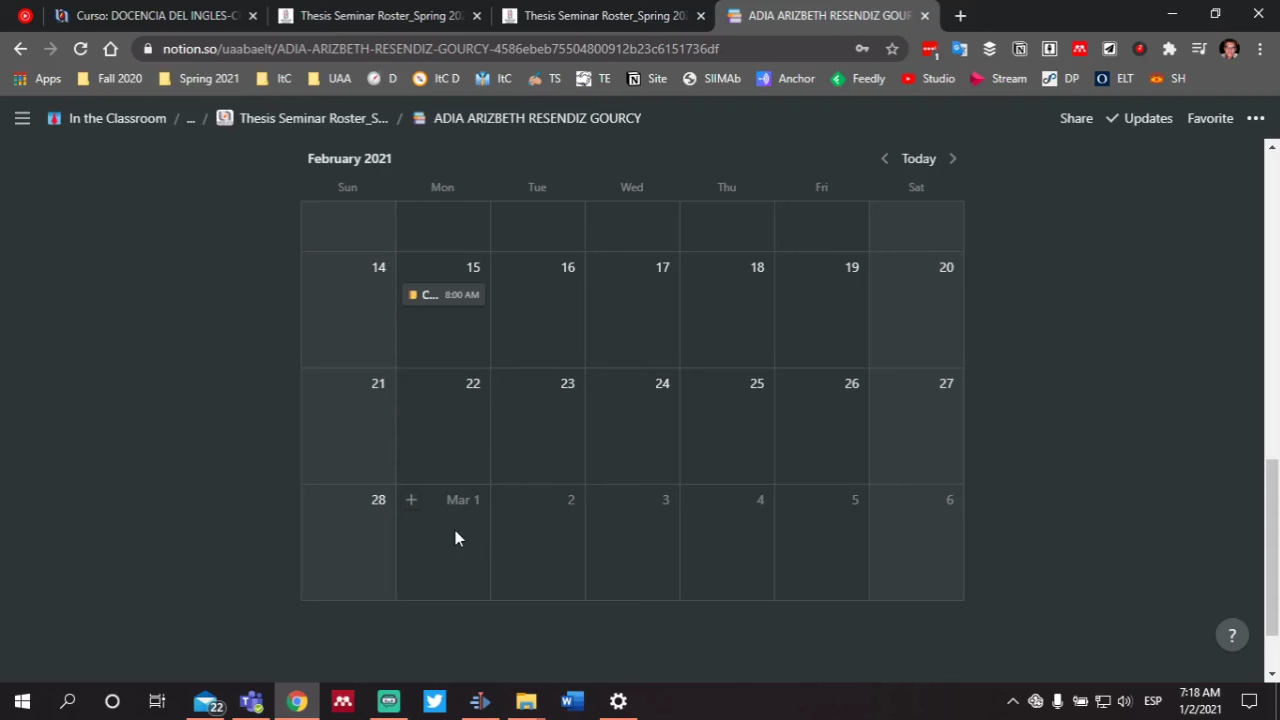 Curso: DOCENCIA DEL INGLES-C
Thesis Seminar Roster_Spring 202
Thesis Seminar Roster_Spring 202
ADIA ARIZBETH RESENDIZ GOUR
notion.so/uaabaelt/ADIA-ARIZBETH-RESENDIZ-GOURCY-4586ebeb75504800912b23c6151736df
1
Apps
Fall 2020
Spring 2021
ItC
UAA
D
ItC D
ItC
TS
TE
Site
SIIMAb
Anchor
Feedly
Studio
Stream
DP
ELT
SH
In the Classroom / ... / Thesis Seminar Roster_S... / ADIA ARIZBETH RESENDIZ GOURCY
Share
Updates
Favorite
February 2021
Today
Sun Mon Tue Wed Thu Fri Sat
14 15 16 17 18 19 20
C... 8:00 AM
21 22 23 24 25 26 27
28 Mar 1 2 3 4 5 6
?
22
ESP
7:18 AM
1/2/2021